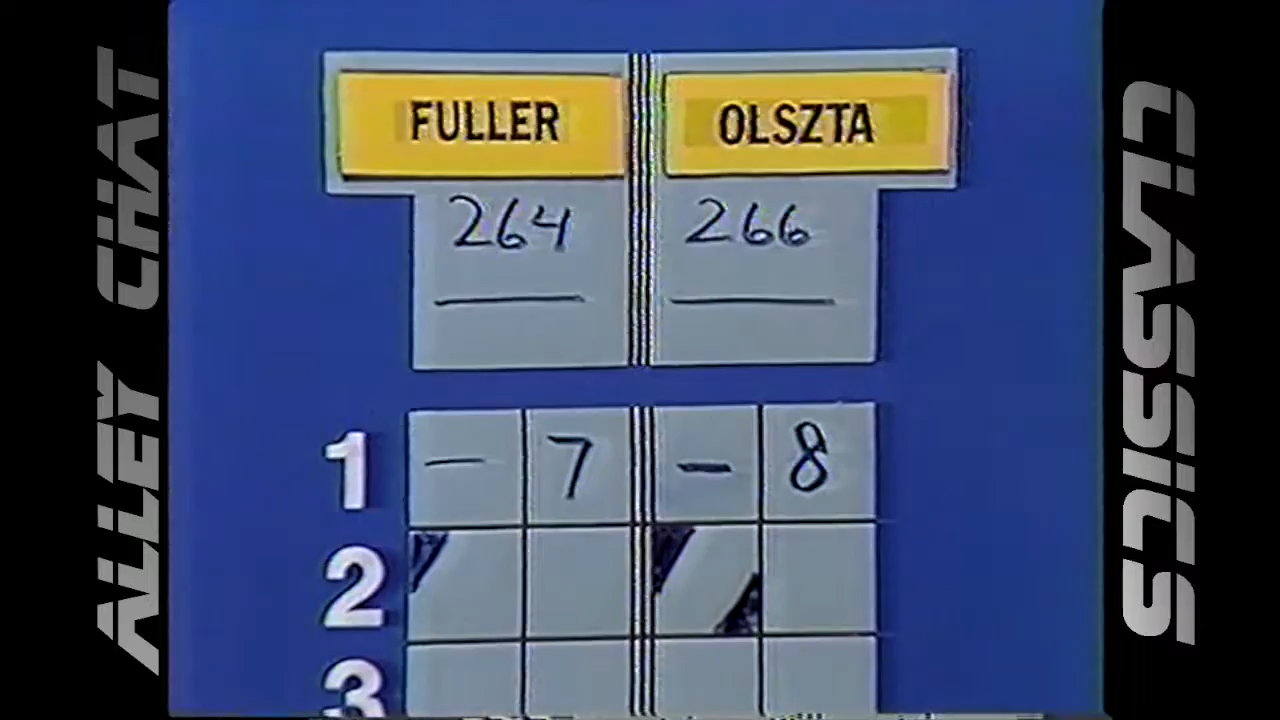 ALLEY CHAT
FULLER OLSZTA
264 266
1 — 7 — 8
2
3
CLASSICS